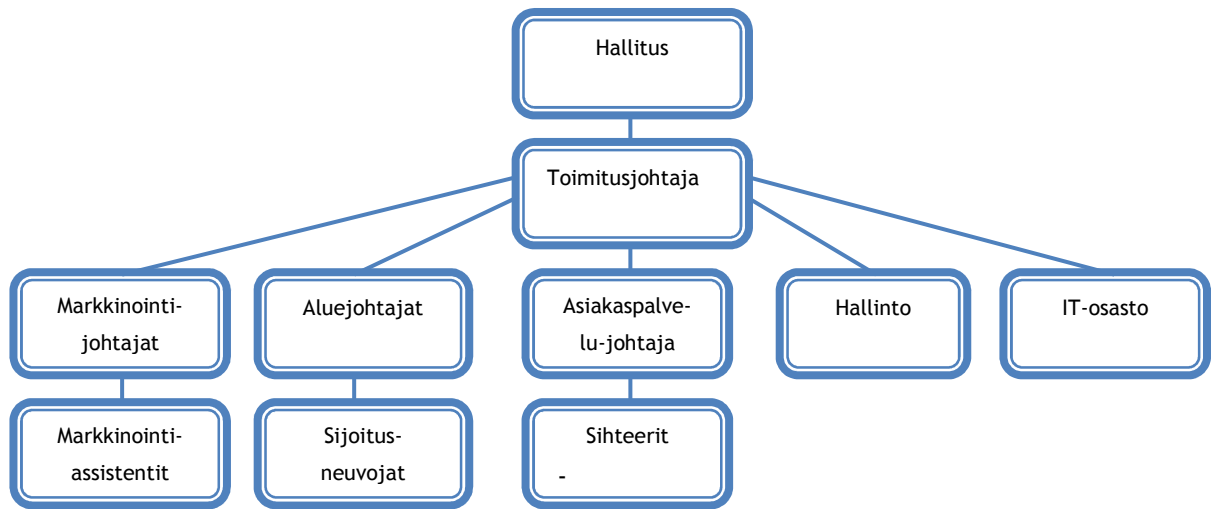 Hallitus
Toimitusjohtaja
Markkinointi-
johtajat
Aluejohtajat
Asiakaspalve-
lu-johtaja
Hallinto
IT-osasto
Markkinointi-
assistentit
Sijoitus-
neuvojat
Sihteerit
-